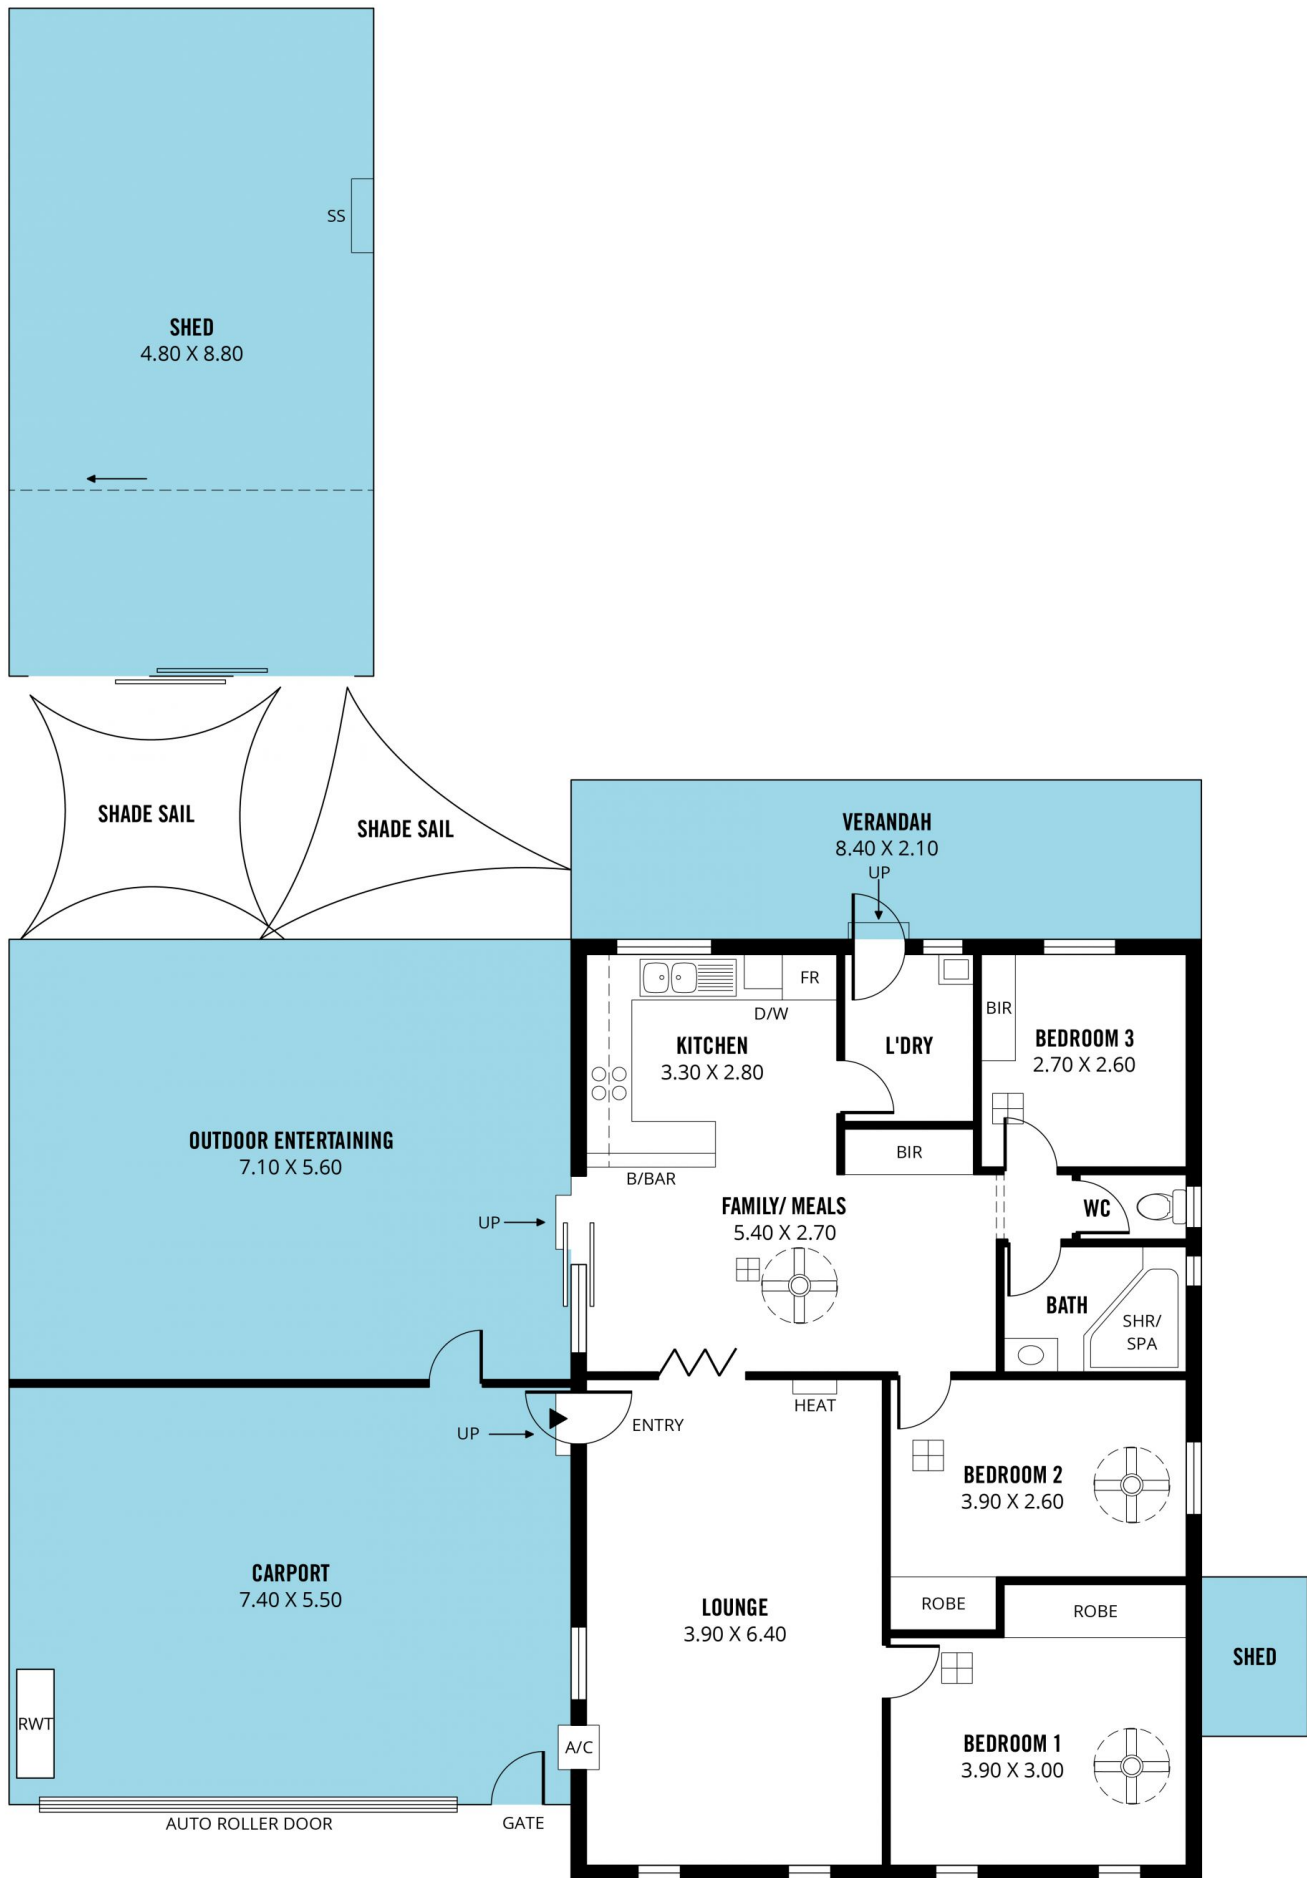 SS
SHED
4.80 X 8.80
SHADE SAIL
SHADE SAIL
VERANDAH
8.40 X 2.10
UP
FR
D/W
KITCHEN
3.30 X 2.80
L'DRY
BIR
BEDROOM 3
2.70 X 2.60
OUTDOOR ENTERTAINING
7.10 X 5.60
B/BAR
BIR
UP
FAMILY/ MEALS
5.40 X 2.70
WC
BATH
SHR/
SPA
HEAT
UP
ENTRY
BEDROOM 2
3.90 X 2.60
CARPORT
7.40 X 5.50
LOUNGE
3.90 X 6.40
ROBE
ROBE
SHED
RWT
A/C
BEDROOM 1
3.90 X 3.00
AUTO ROLLER DOOR
GATE